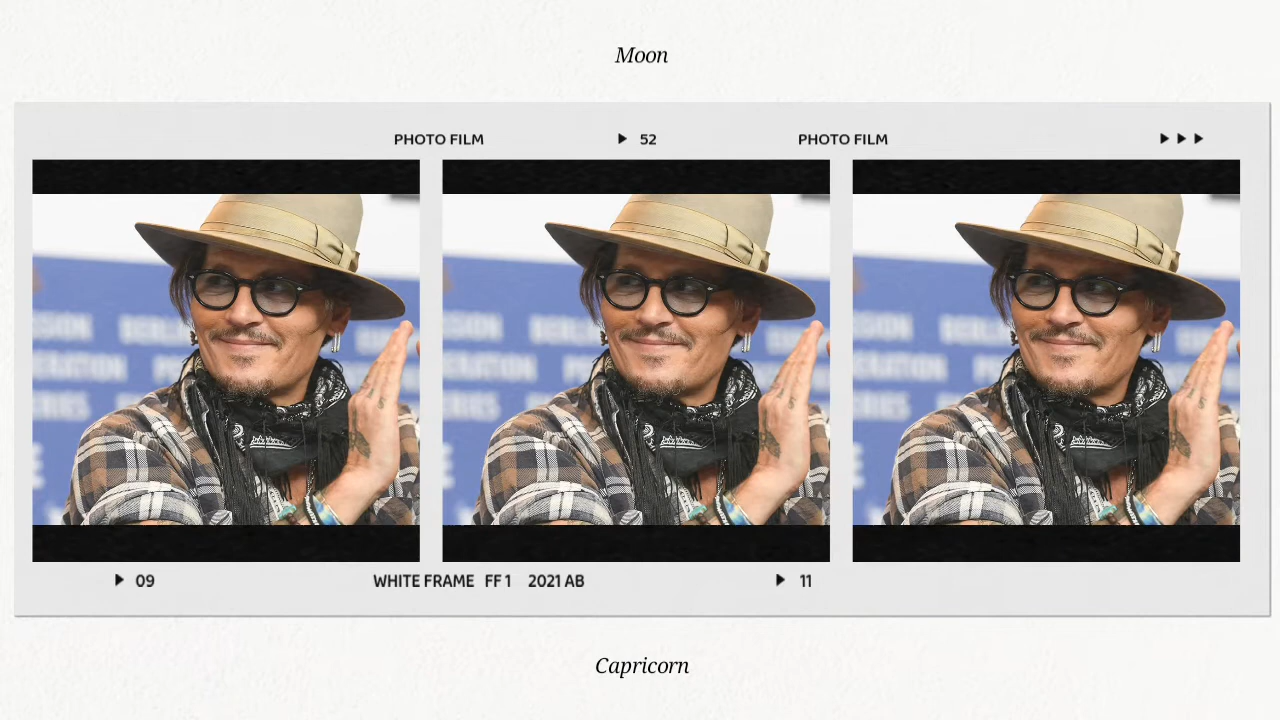 Moon
PHOTO FILM 52 PHOTO FILM
09 WHITE FRAME FF 1 2021 AB 11
Capricorn